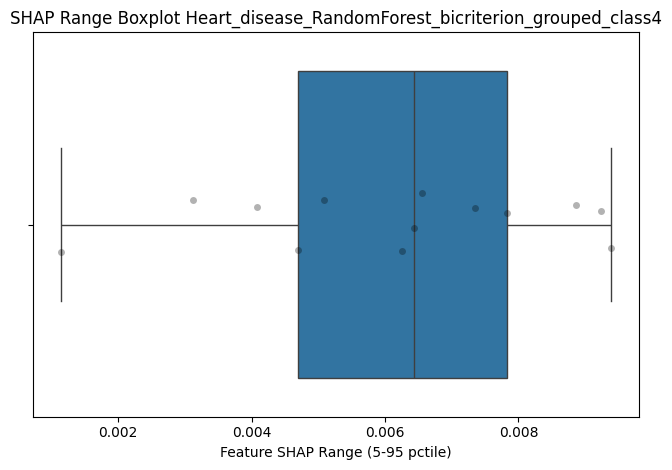 SHAP Range Boxplot Heart_disease_RandomForest_bicriterion_grouped_class4
0.002 0.004 0.006 0.008
Feature SHAP Range (5-95 pctile)